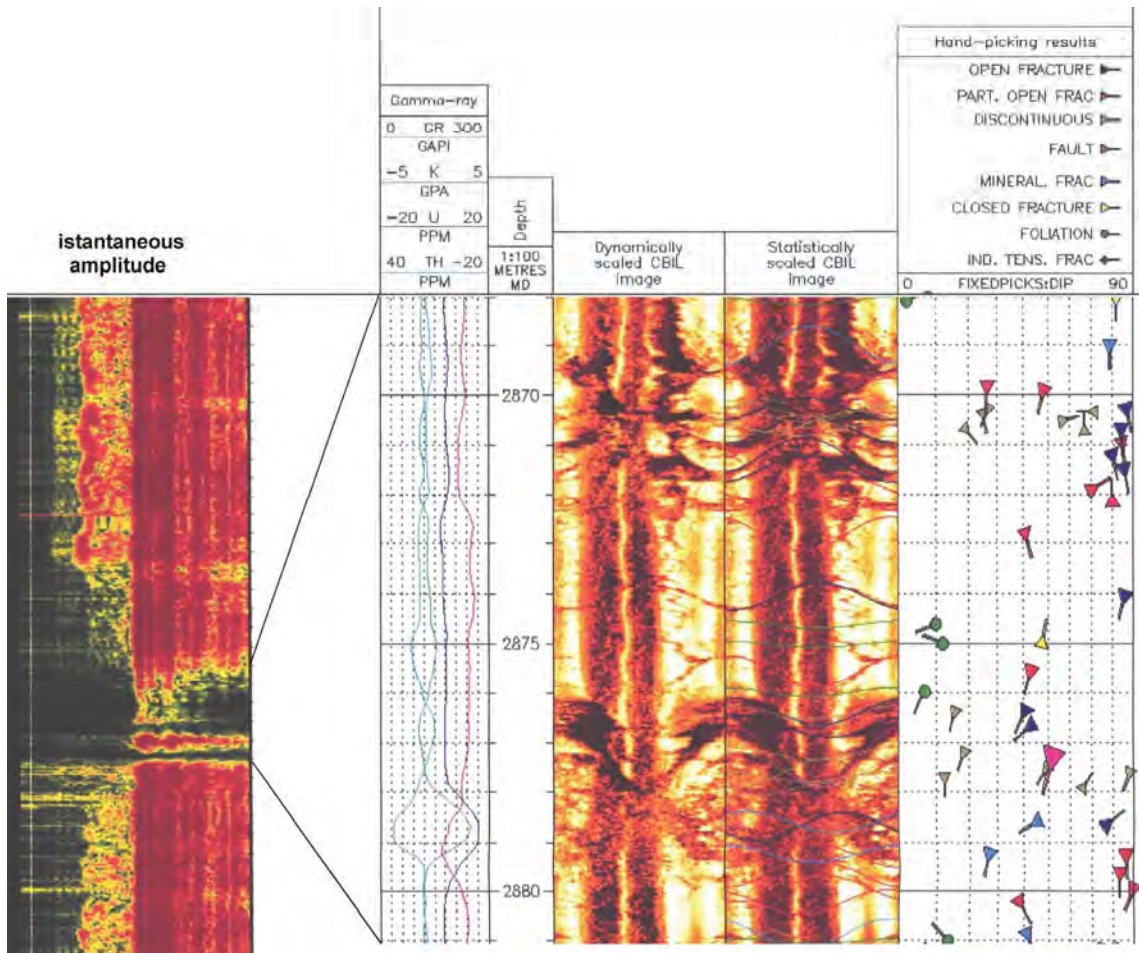 istantaneous
amplitude
Gamma-ray
0 GR 300
GAPI
-5 K 5
GPA
-20 U 20
PPM
40 TH -20
PPM
Depth
1:100
METRES
MD
Dynamically
scaled CBIL
image
Statistically
scaled CBIL
image
Hand-picking results
OPEN FRACTURE
PART. OPEN FRAC
DISCONTINUOUS
FAULT
MINERAL. FRAC
CLOSED FRACTURE
FOLIATION
IND. TENS. FRAC
0 FIXEDPICKS:DIP 90
2870
2875
2880